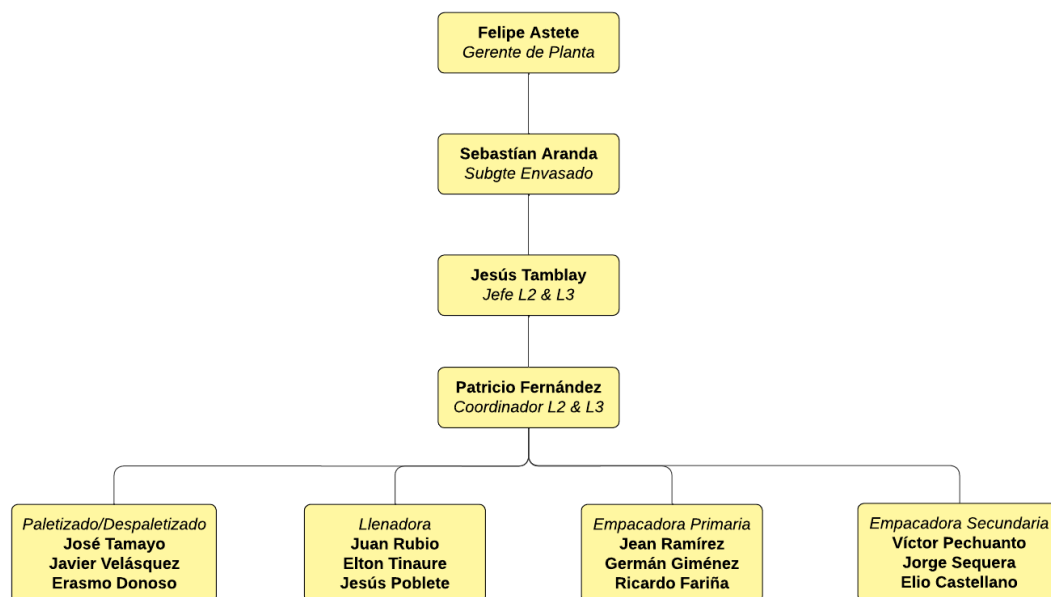 Felipe Astete
Gerente de Planta
Sebastían Aranda
Subgte Envasado
Jesús Tamblay
Jefe L2 & L3
Patricio Fernández
Coordinador L2 & L3
Paletizado/Despaletizado
José Tamayo
Javier Velásquez
Erasmo Donoso
Llenadora
Juan Rubio
Elton Tinaure
Jesús Poblete
Empacadora Primaria
Jean Ramírez
Germán Giménez
Ricardo Fariña
Empacadora Secundaria
Víctor Pechuanto
Jorge Sequera
Elio Castellano